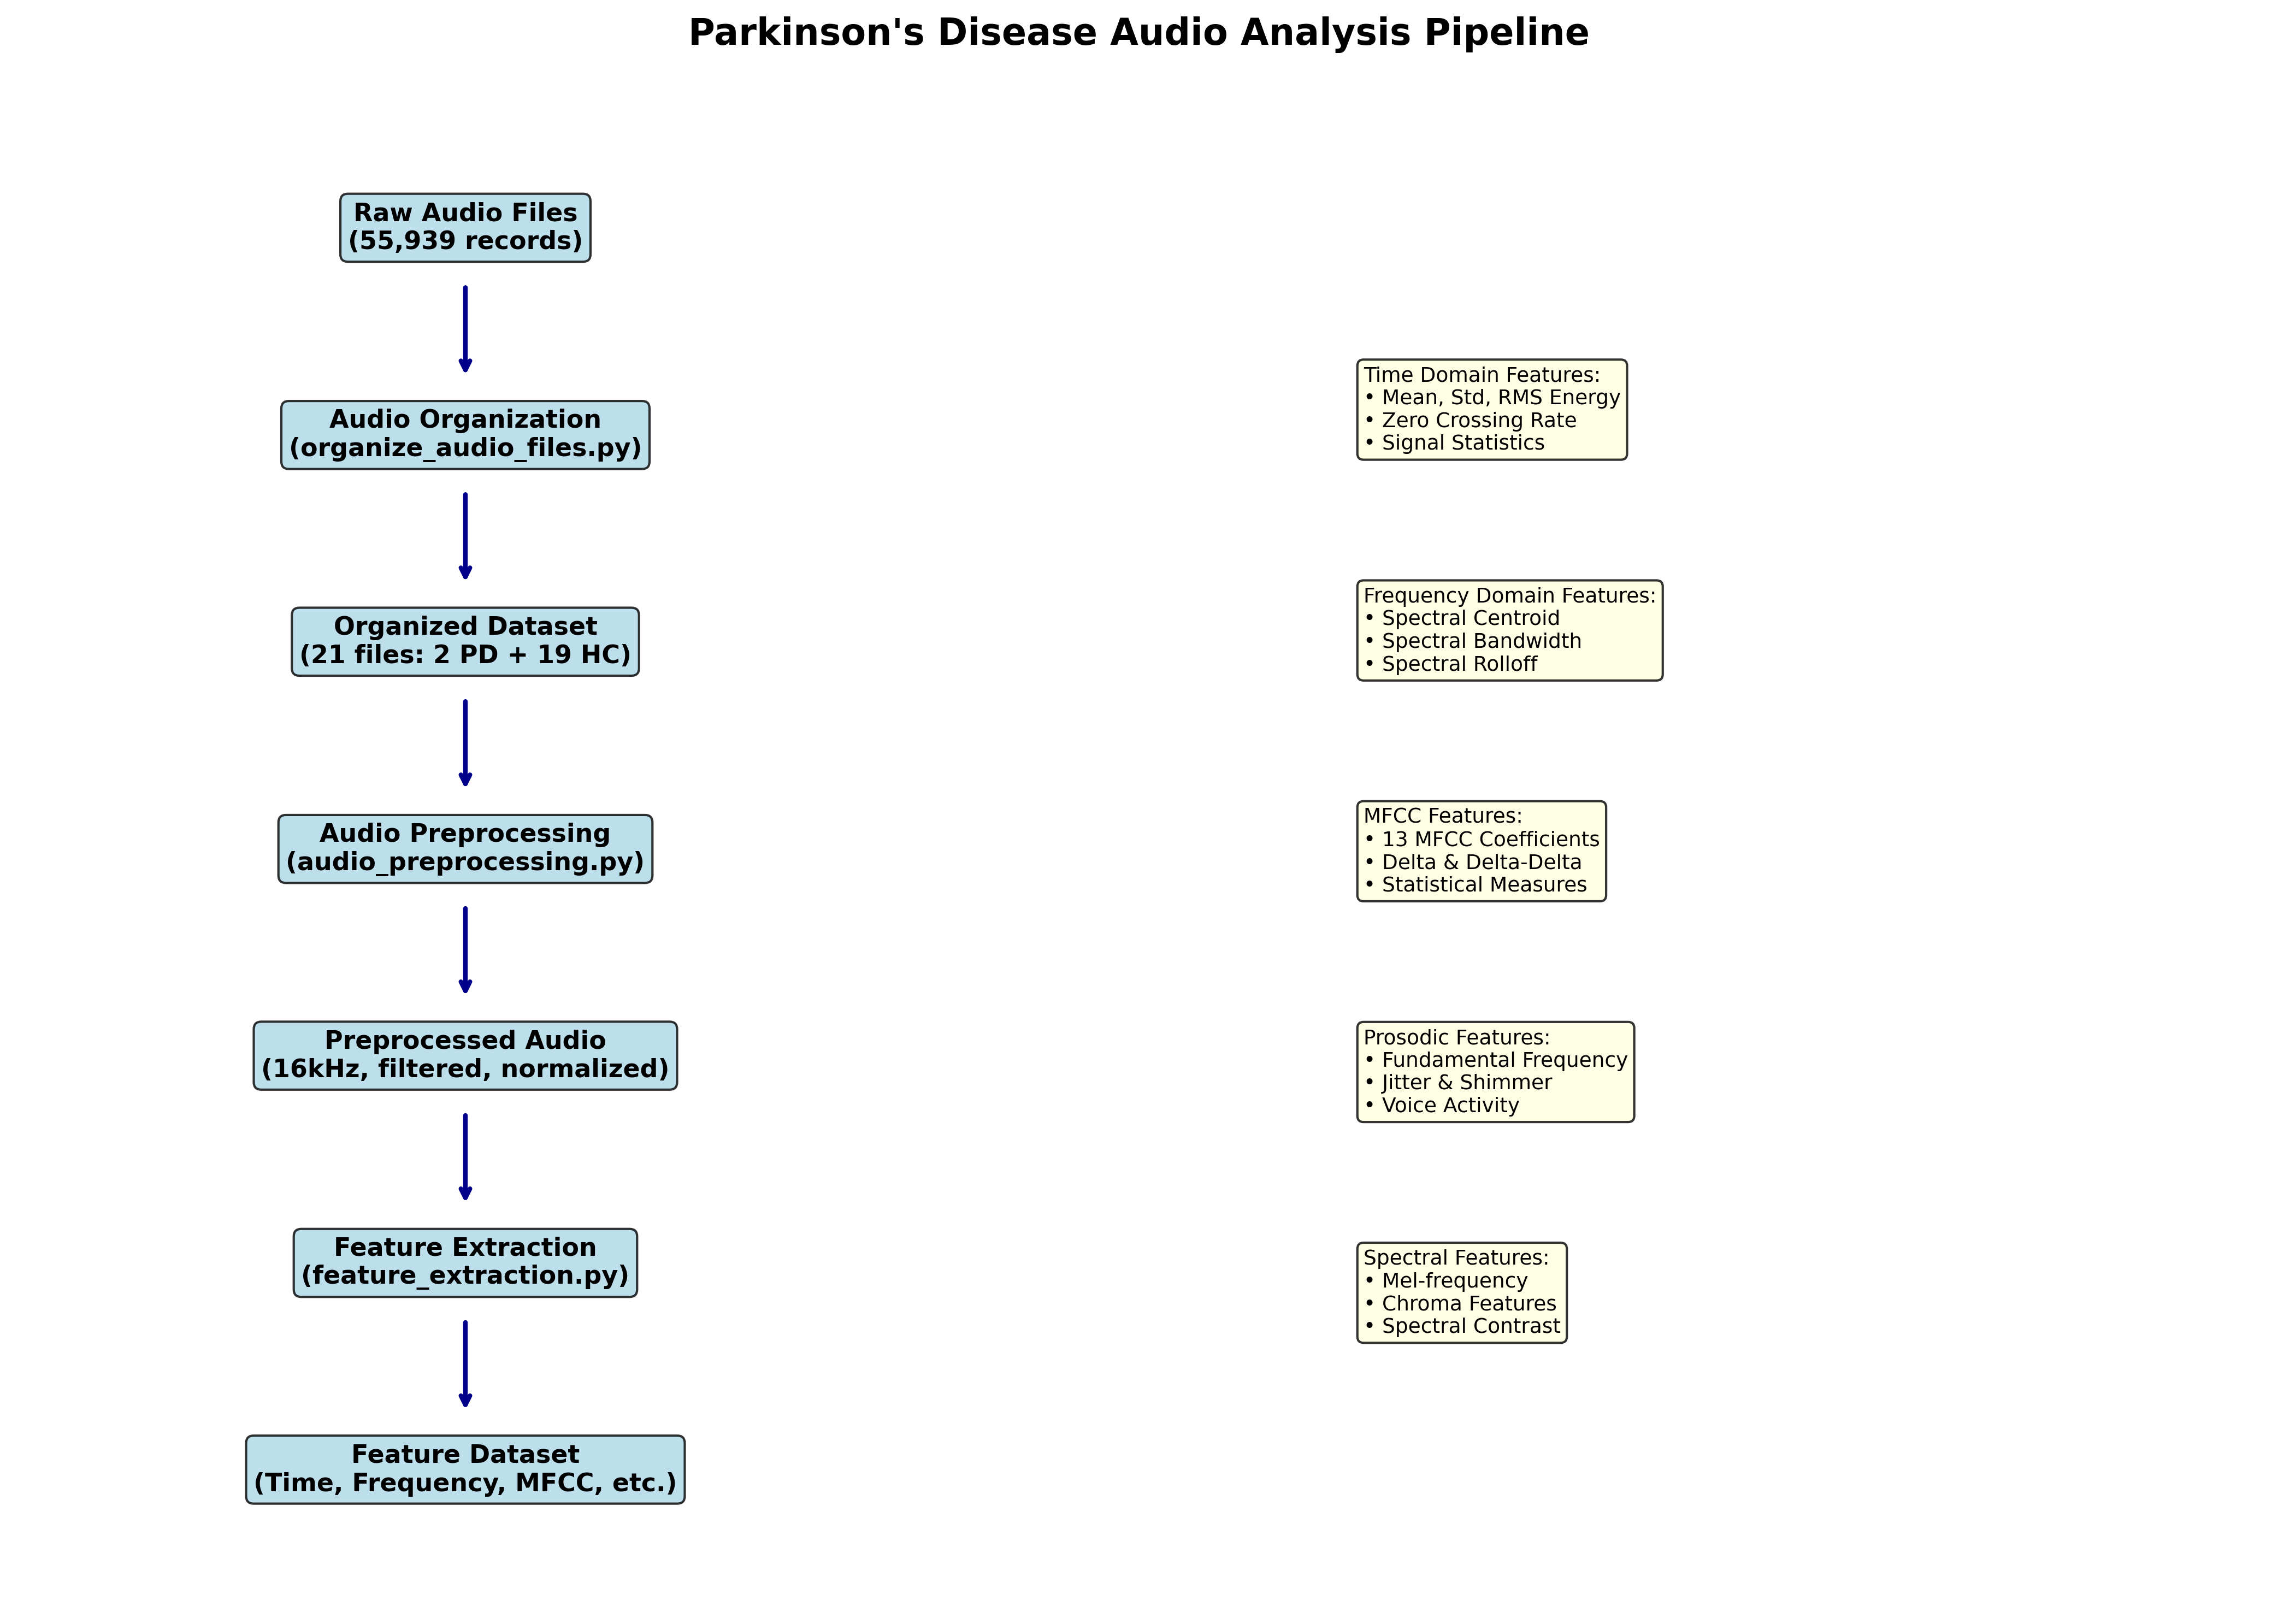 Parkinson's Disease Audio Analysis Pipeline
Raw Audio Files
(55,939 records)
Audio Organization
(organize_audio_files.py)
Organized Dataset
(21 files: 2 PD + 19 HC)
Audio Preprocessing
(audio_preprocessing.py)
Preprocessed Audio
(16kHz, filtered, normalized)
Feature Extraction
(feature_extraction.py)
Feature Dataset
(Time, Frequency, MFCC, etc.)
Time Domain Features:
• Mean, Std, RMS Energy
• Zero Crossing Rate
• Signal Statistics
Frequency Domain Features:
• Spectral Centroid
• Spectral Bandwidth
• Spectral Rolloff
MFCC Features:
• 13 MFCC Coefficients
• Delta & Delta-Delta
• Statistical Measures
Prosodic Features:
• Fundamental Frequency
• Jitter & Shimmer
• Voice Activity
Spectral Features:
• Mel-frequency
• Chroma Features
• Spectral Contrast